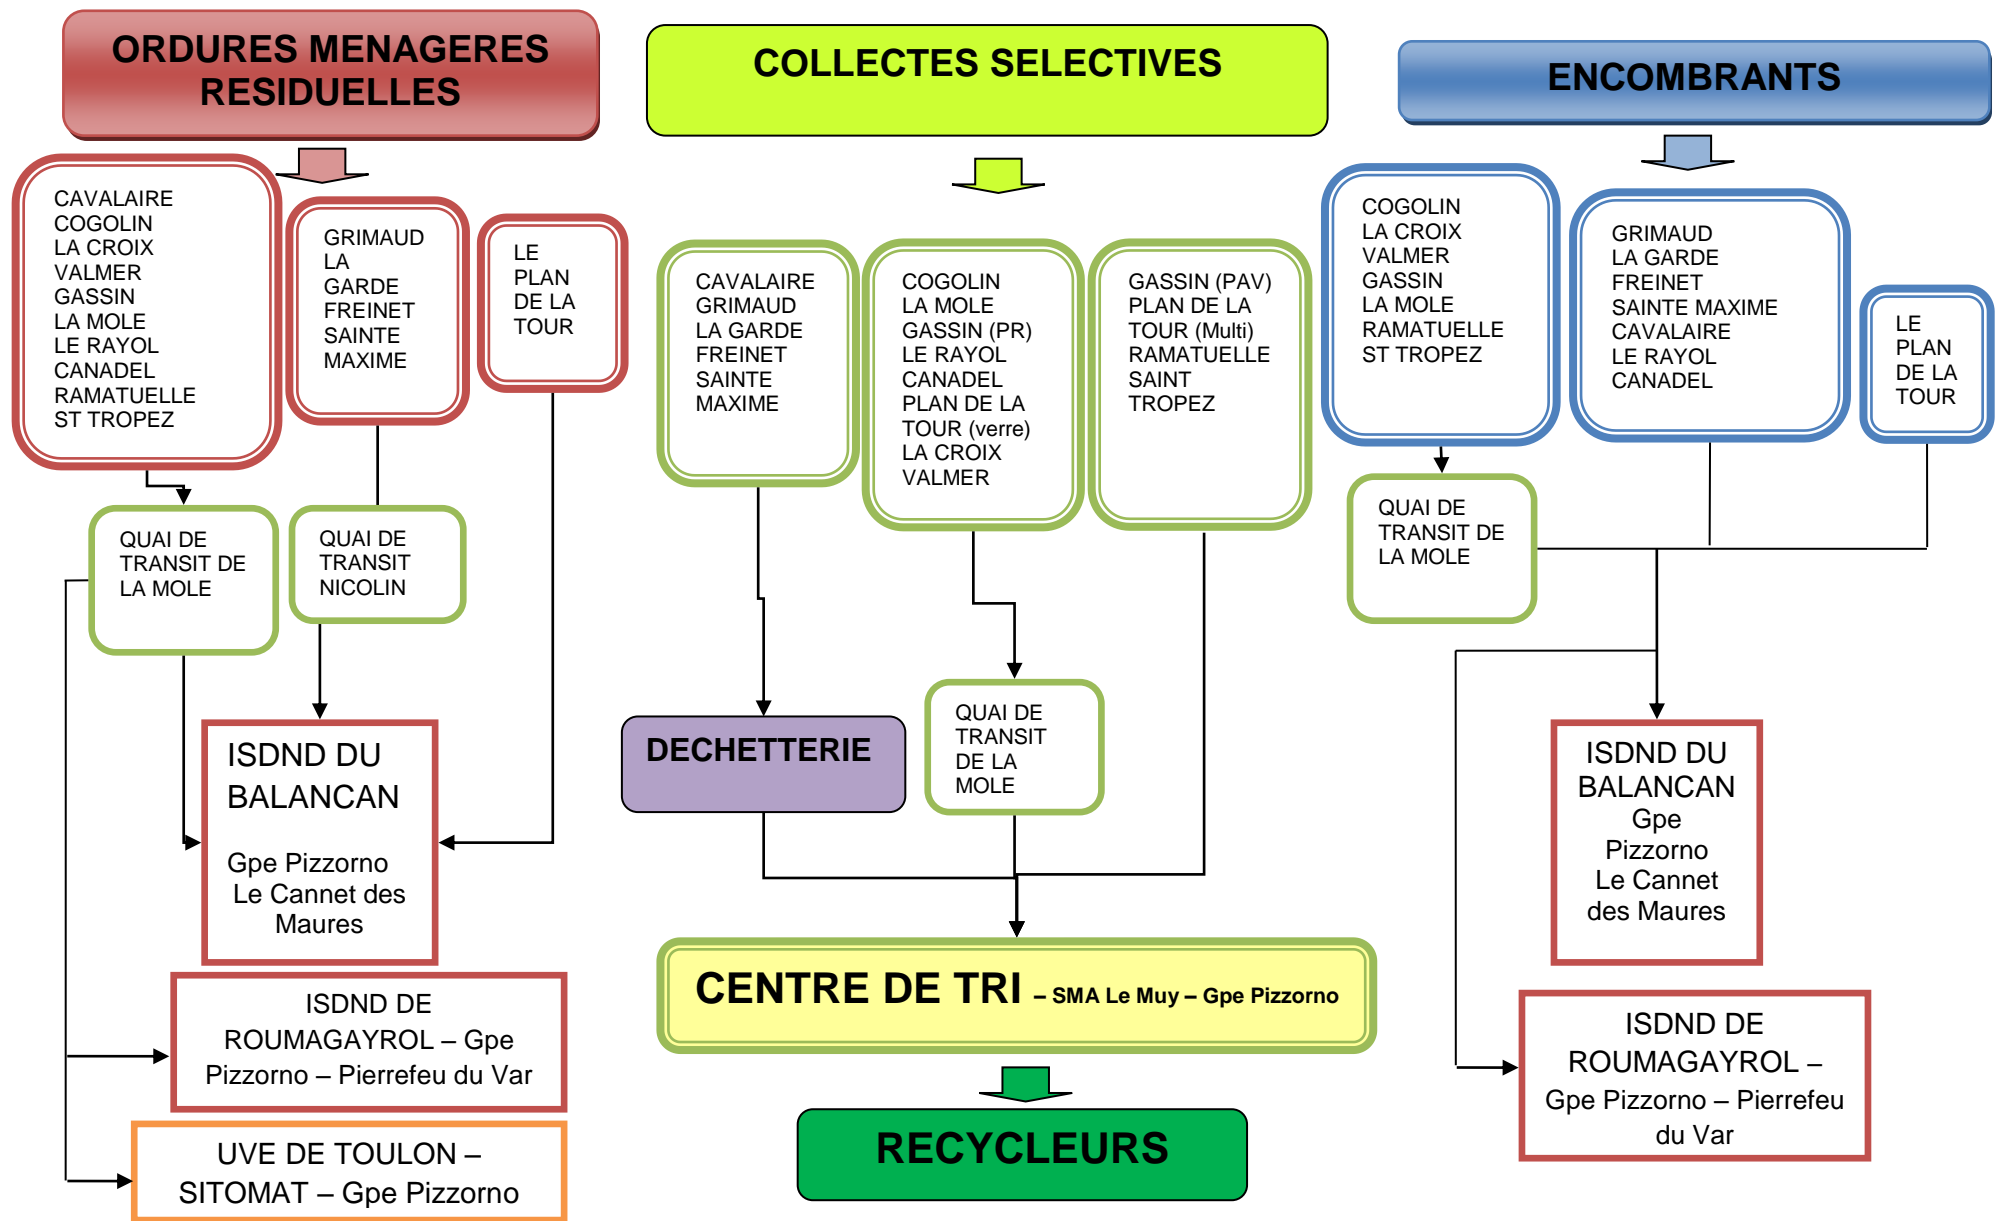 ORDURES MENAGERES
RESIDUELLES
COLLECTES SELECTIVES
ENCOMBRANTS
CAVALAIRE
COGOLIN
LA CROIX
VALMER
GASSIN
LA MOLE
LE RAYOL
CANADEL
RAMATUELLE
ST TROPEZ
GRIMAUD
LA
GARDE
FREINET
SAINTE
MAXIME
LE
PLAN
DE LA
TOUR
CAVALAIRE
GRIMAUD
LA GARDE
FREINET
SAINTE
MAXIME
COGOLIN
LA MOLE
GASSIN (PR)
LE RAYOL
CANADEL
PLAN DE LA
TOUR (verre)
LA CROIX
VALMER
GASSIN (PAV)
PLAN DE LA
TOUR (Multi)
RAMATUELLE
SAINT
TROPEZ
COGOLIN
LA CROIX
VALMER
GASSIN
LA MOLE
RAMATUELLE
ST TROPEZ
GRIMAUD
LA GARDE
FREINET
SAINTE MAXIME
CAVALAIRE
LE RAYOL
CANADEL
LE
PLAN
DE LA
TOUR
QUAI DE
TRANSIT DE
LA MOLE
QUAI DE
TRANSIT
NICOLIN
QUAI DE
TRANSIT DE
LA MOLE
DECHETTERIE
QUAI DE
TRANSIT
DE LA
MOLE
ISDND DU
BALANCAN
Gpe Pizzorno
Le Cannet des
Maures
ISDND DU
BALANCAN
Gpe
Pizzorno
Le Cannet
des Maures
CENTRE DE TRI – SMA Le Muy – Gpe Pizzorno
ISDND DE
ROUMAGAYROL – Gpe
Pizzorno – Pierrefeu du Var
ISDND DE
ROUMAGAYROL –
Gpe Pizzorno – Pierrefeu
du Var
UVE DE TOULON –
SITOMAT – Gpe Pizzorno
RECYCLEURS